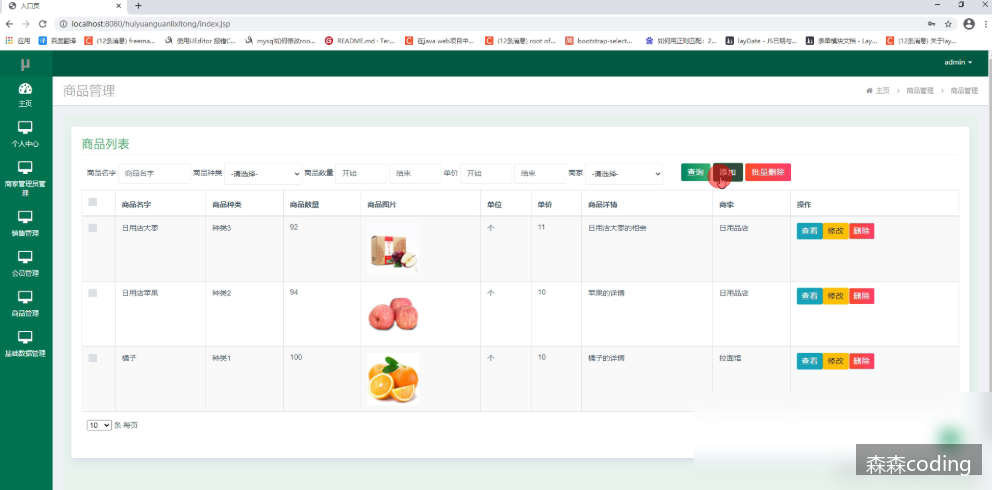 入口页
localhost:8080/huiyuanguanlixitong/index.jsp
应用 百度翻译 (12条消息) freema... 使用UEditor 报错C... mysql如何修改roo... README.md · Ter... 在java web项目中... (12条消息) root of... bootstrap-select... 如何用正则匹配：2... layDate - JS日期与... 表单模块文档 - Lay... (12条消息) 关于lay...
μ admin
主页
个人中心
商家管理员管理
销售管理
会员管理
商品管理
基础数据管理
商品管理 主页 > 商品管理 > 商品管理
商品列表
商品名字 商品名字 商品种类 -请选择- 商品数量 开始 结束 单价 开始 结束 商家 -请选择- 查询 添加 批量删除
商品名字 商品种类 商品数量 商品图片 单位 单价 商品详情 商家 操作
日用店大枣 种类3 92 个 11 日用店大枣的相亲 日用品店 查看 修改 删除
日用店苹果 种类2 94 个 10 苹果的详情 日用品店 查看 修改 删除
橘子 种类1 100 个 10 橘子的详情 拉面馆 查看 修改 删除
10 条 每页
森森coding